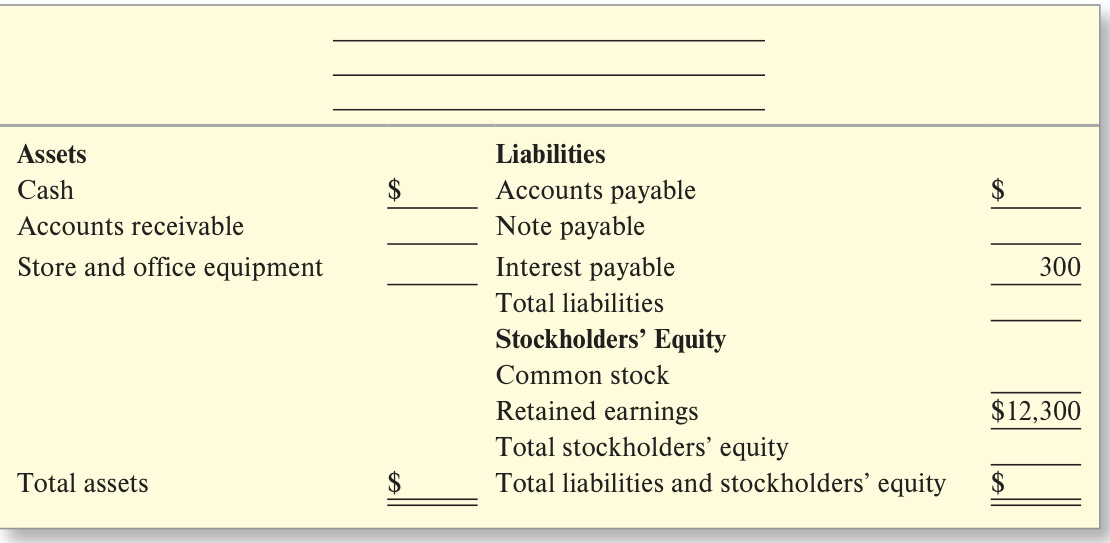 Assets Liabilities
Cash $ Accounts payable $
Accounts receivable Note payable
Store and office equipment Interest payable 300
Total liabilities
Stockholders’ Equity
Common stock
Retained earnings $12,300
Total stockholders’ equity
Total assets $ Total liabilities and stockholders’ equity $